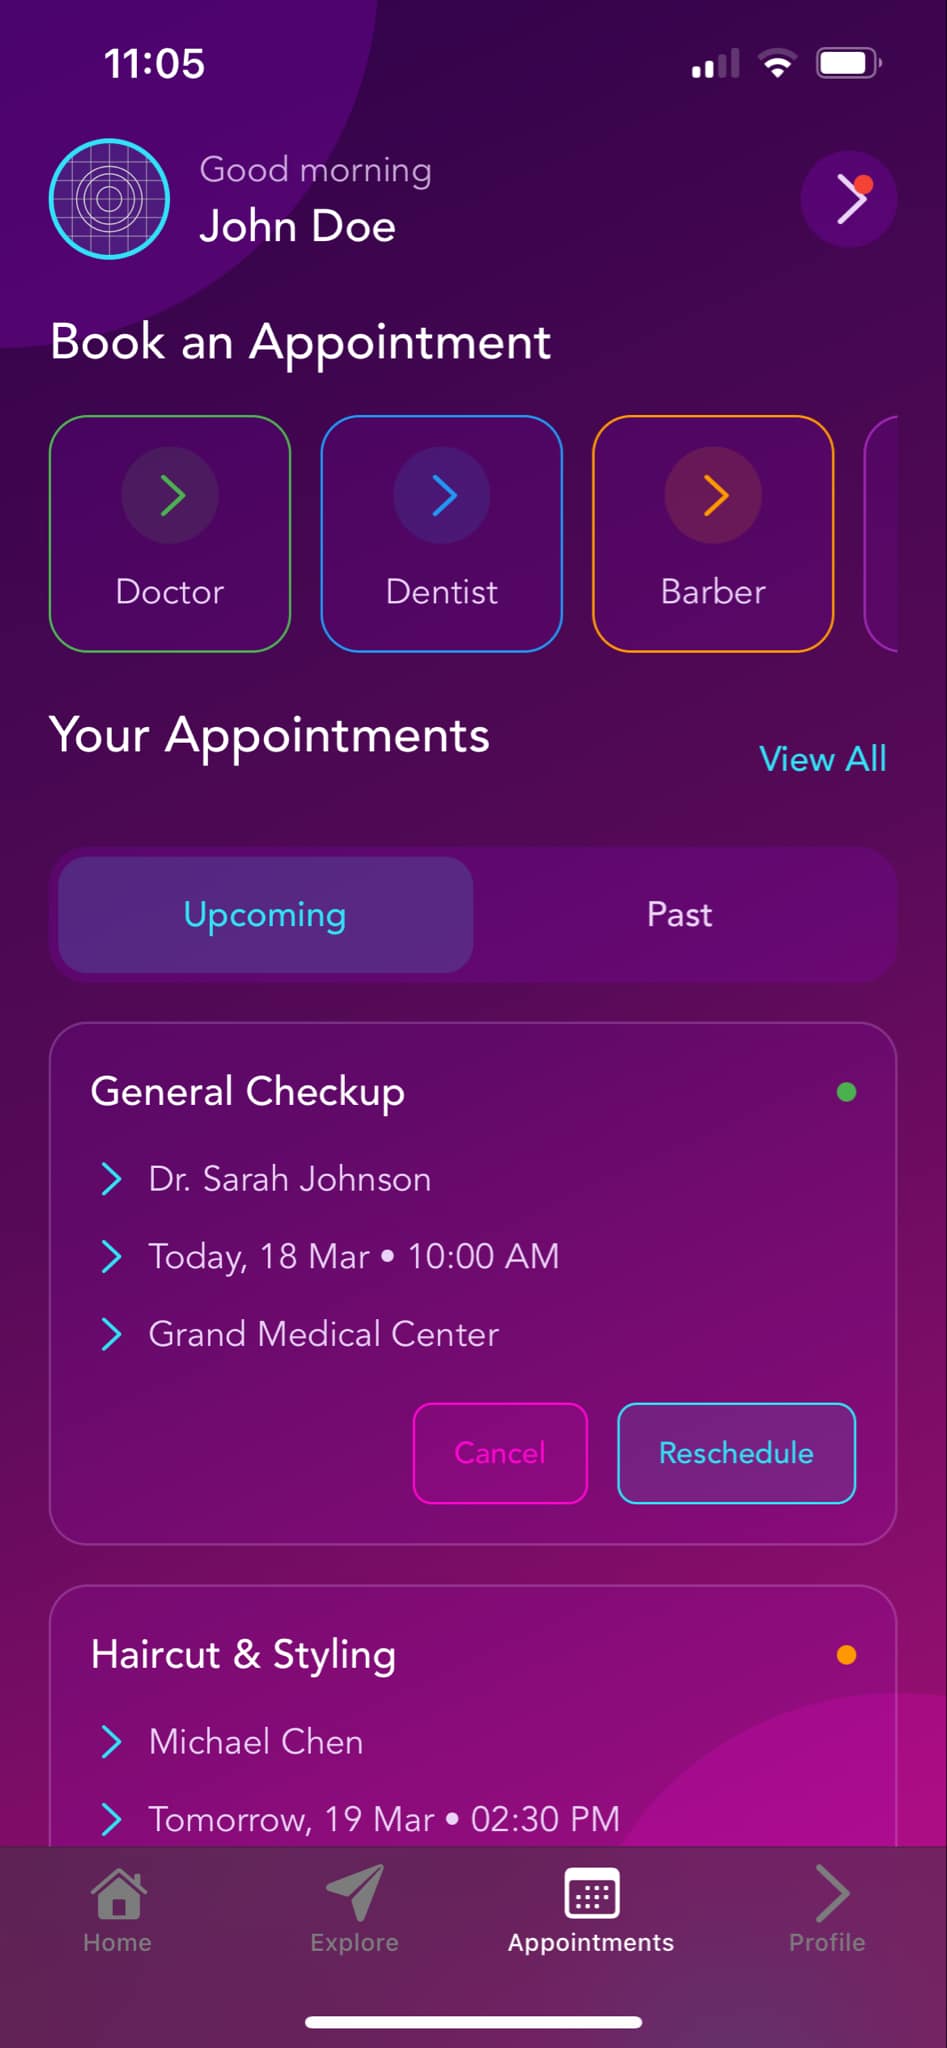 11:05
Good morning
John Doe
Book an Appointment
Doctor
Dentist
Barber
Your Appointments
View All
Upcoming
Past
General Checkup
Dr. Sarah Johnson
Today, 18 Mar • 10:00 AM
Grand Medical Center
Cancel
Reschedule
Haircut & Styling
Michael Chen
Tomorrow, 19 Mar • 02:30 PM
Home
Explore
Appointments
Profile